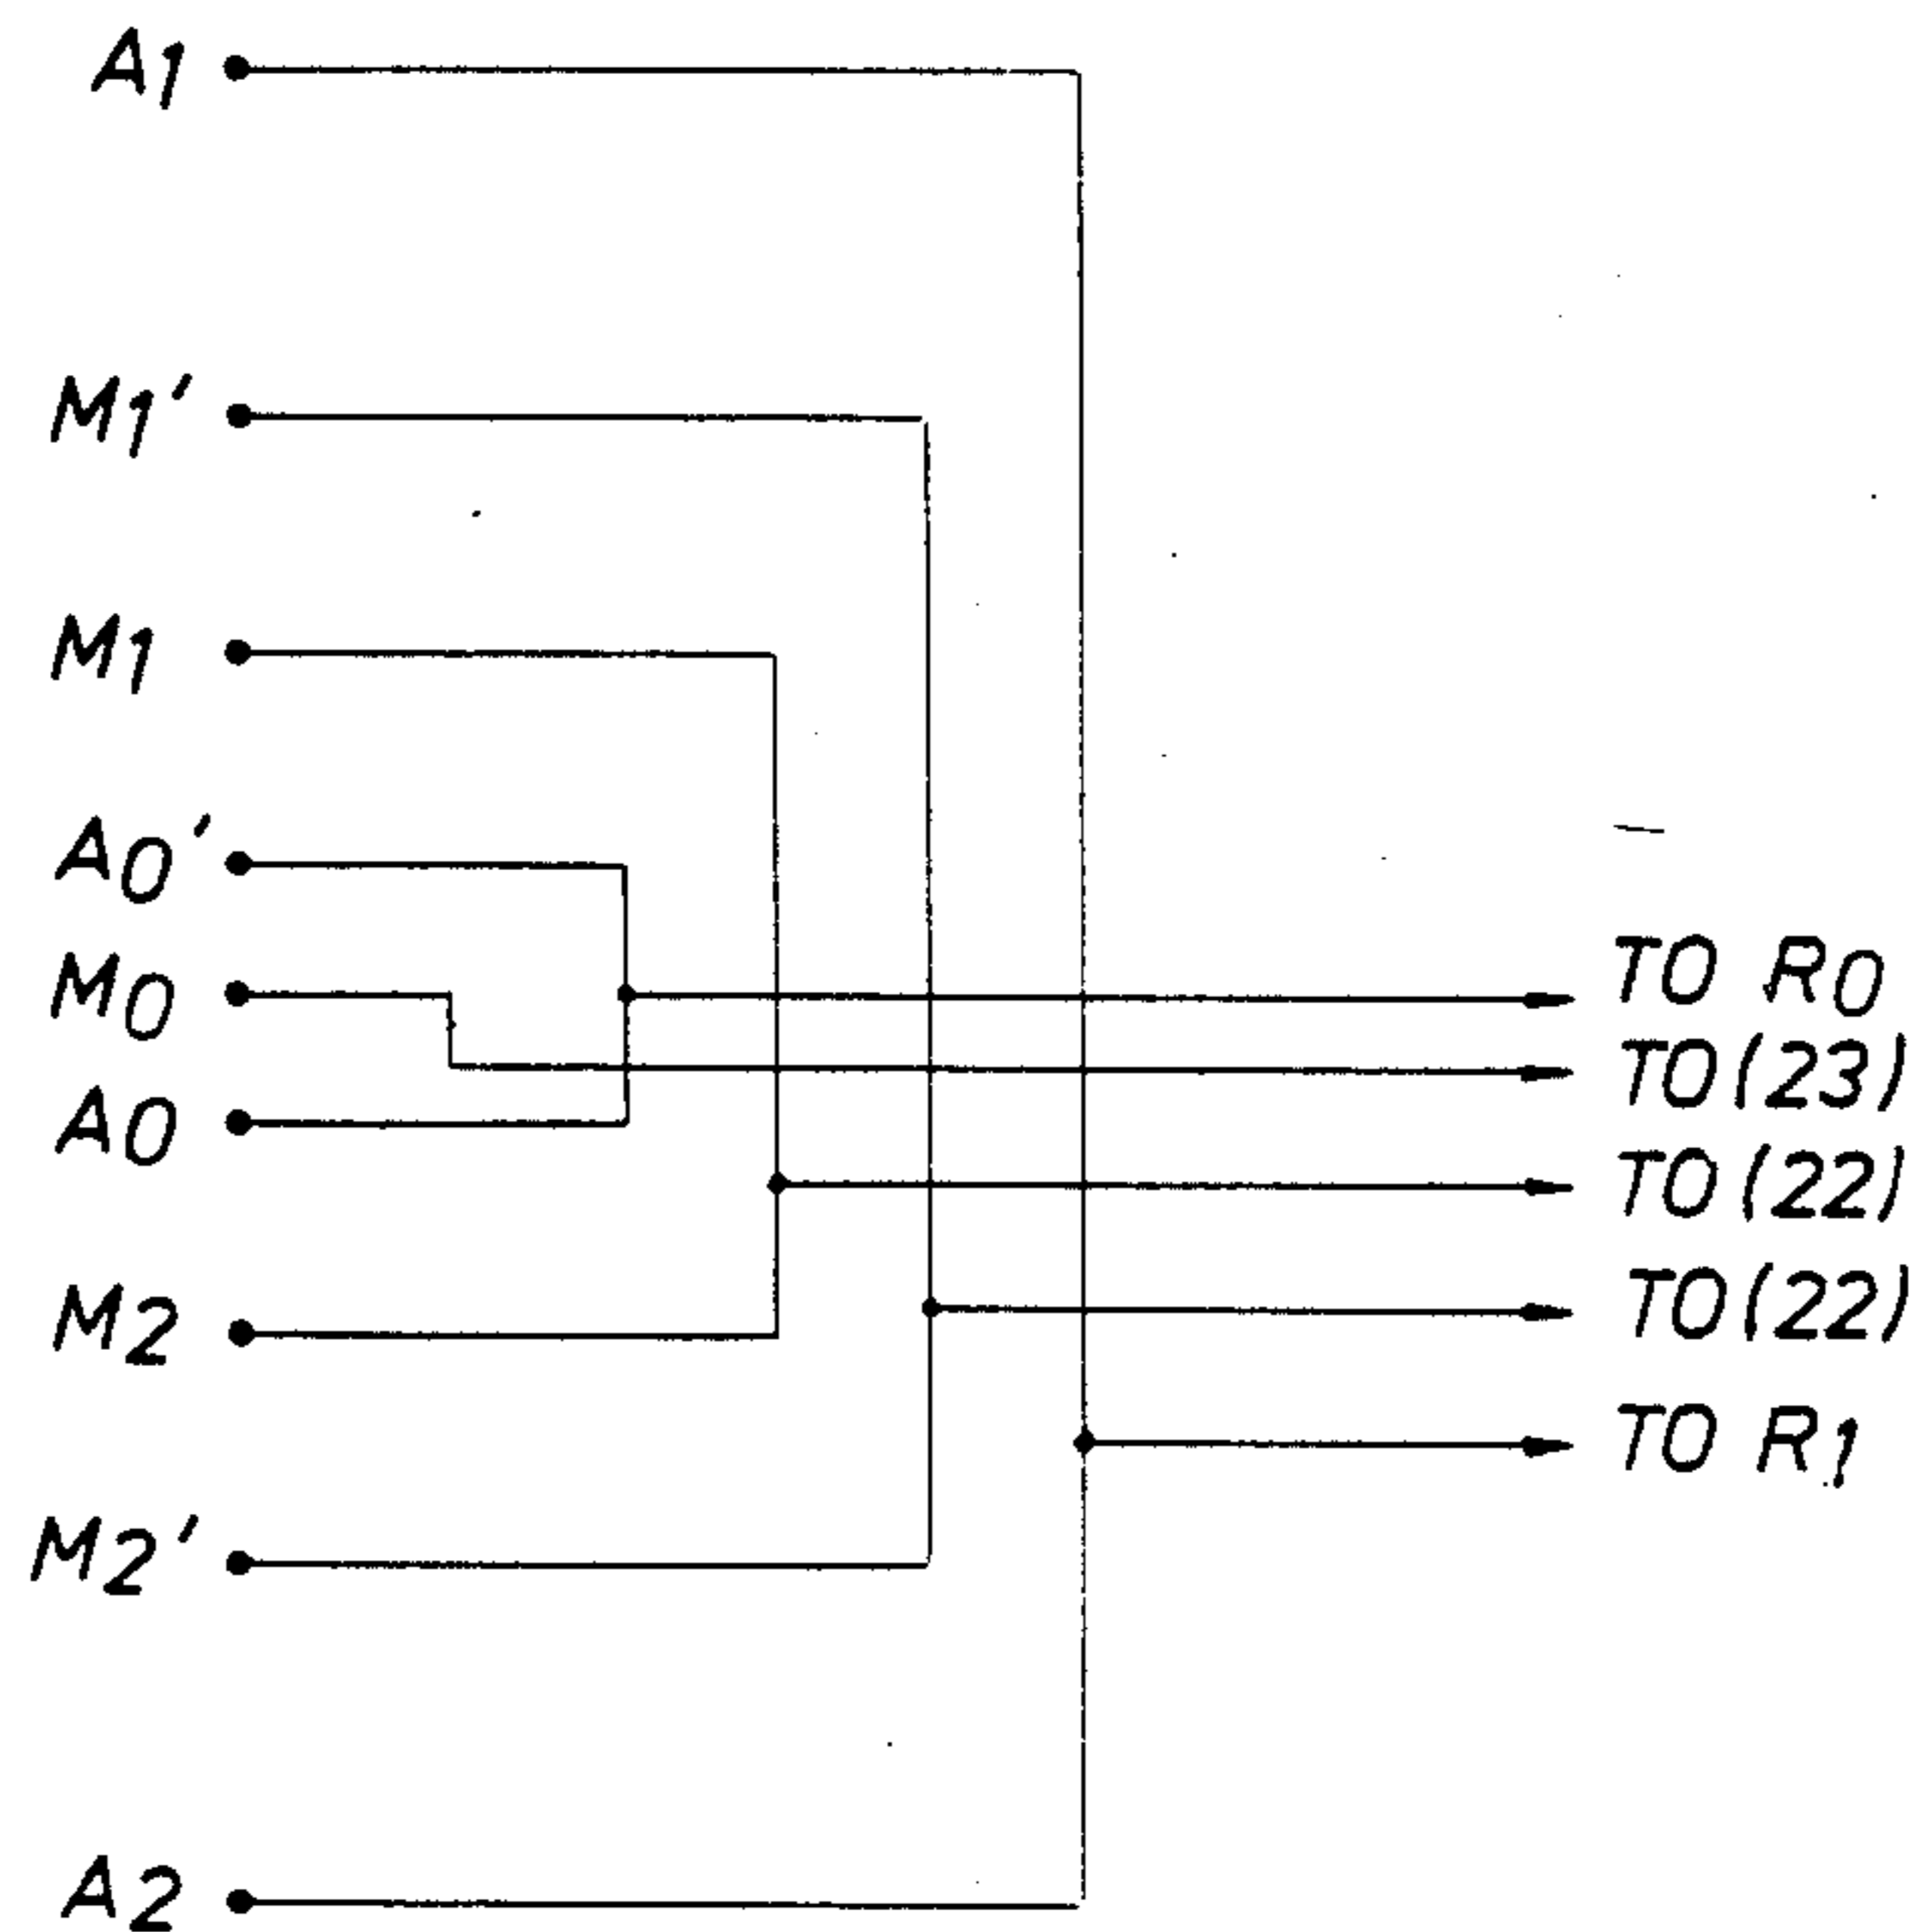 A1
M1'
M1
A0'
M0
A0
M2
M2'
A2
TO R0
TO(23)
TO(22)
TO(22)
TO R1